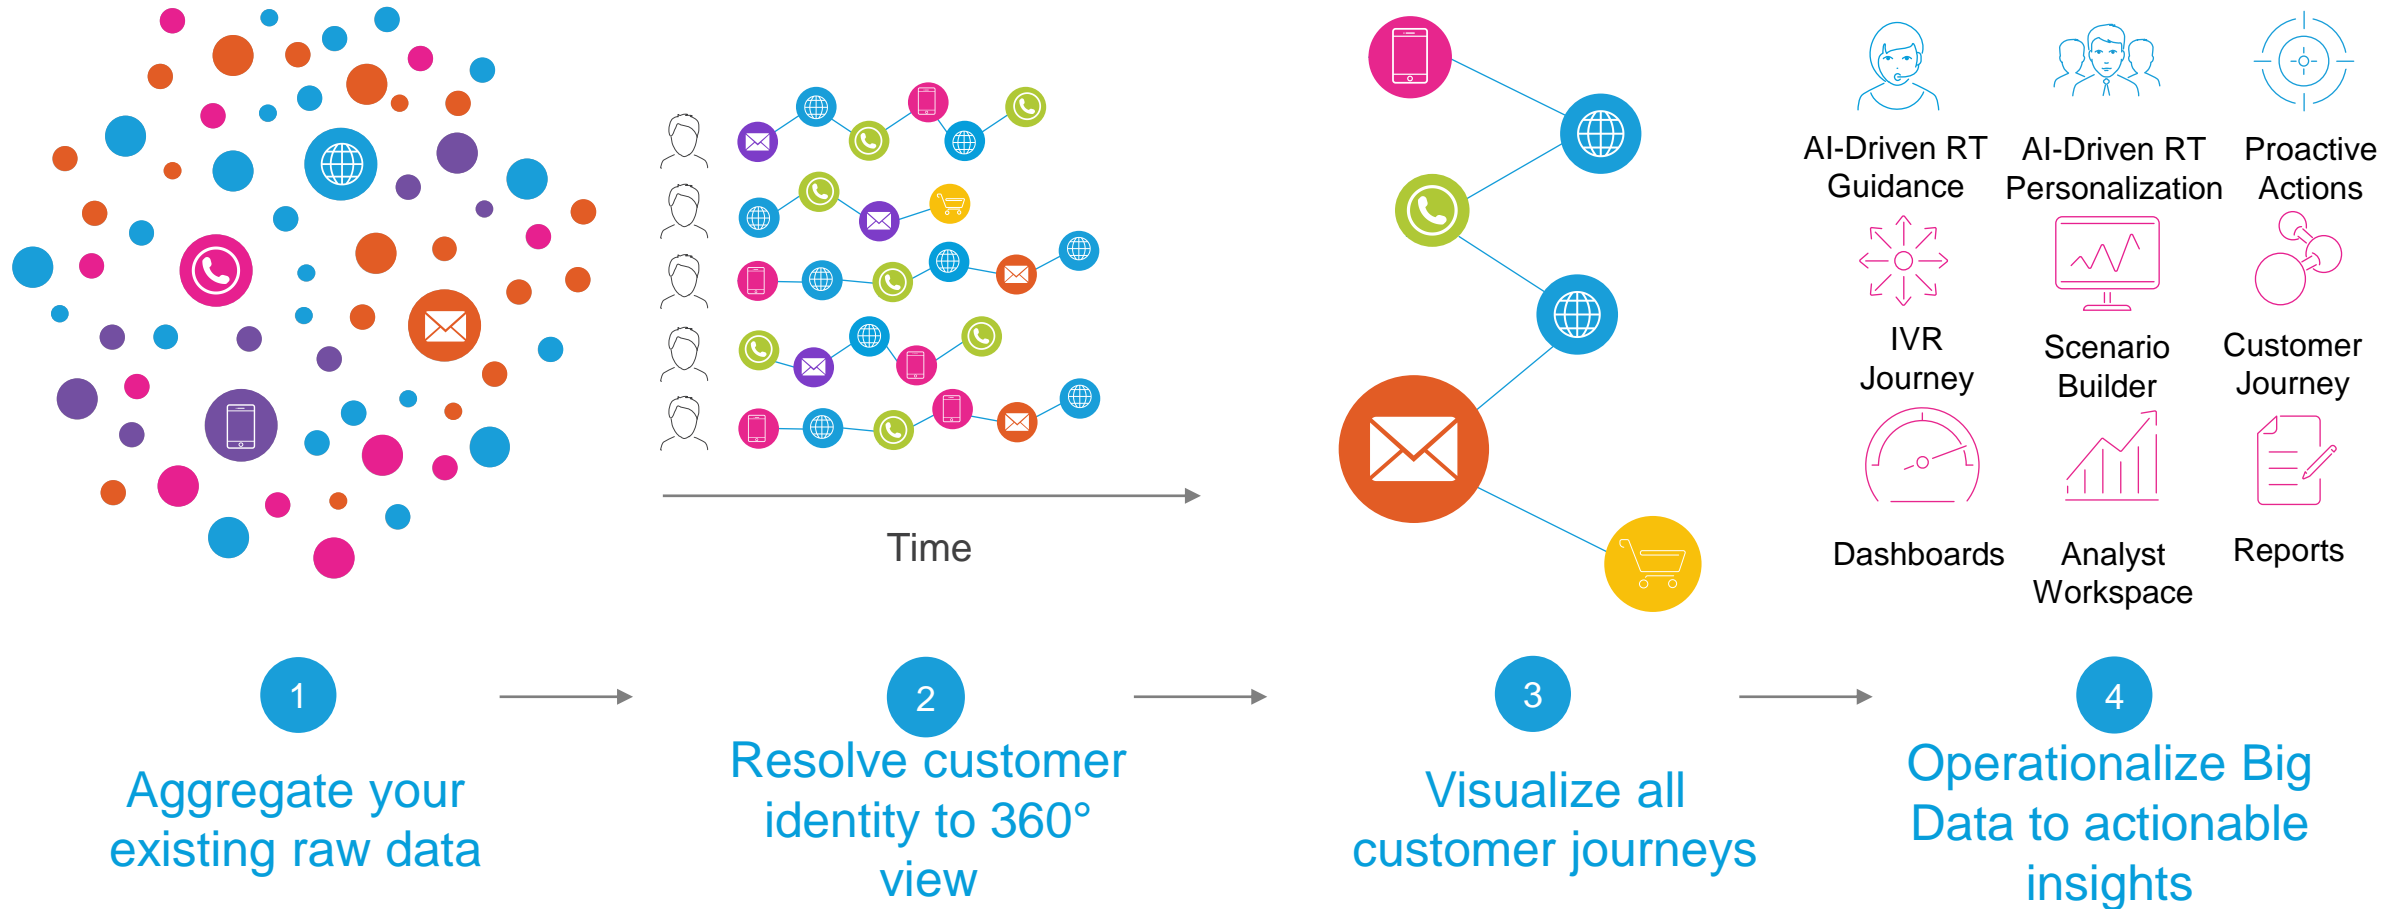 AI-Driven RT
Guidance
AI-Driven RT
Personalization
Proactive
Actions
IVR
Journey
Scenario
Builder
Customer
Journey
Dashboards
Analyst
Workspace
Reports
Time
1
Aggregate your
existing raw data
2
Resolve customer
identity to 360°
view
3
Visualize all
customer journeys
4
Operationalize Big
Data to actionable
insights